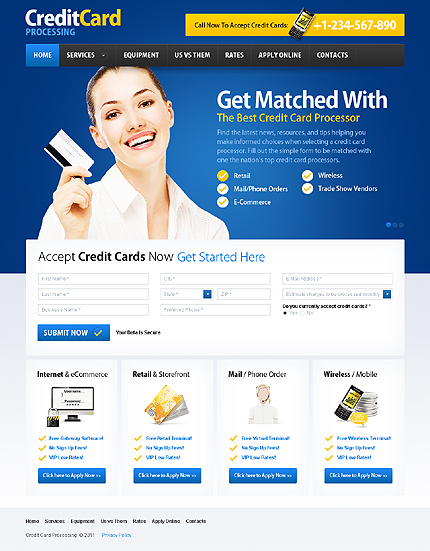 CreditCard
PROCESSING
Call Now To Accept Credit Cards:
+1-234-567-890
HOME SERVICES EQUIPMENT US VS THEM RATES APPLY ONLINE CONTACTS
Get Matched With
The Best Credit Card Processor
Find the latest news, resources, and tips helping you
make informed choices when selecting a credit card
processor. Fill out the simple form to be matched with
one the nation's top credit card processors.
Retail Wireless
Mail/Phone Orders Trade Show Vendors
E-Commerce
Accept Credit Cards Now Get Started Here
First Name * City * E-Mail Address *
Last Name * State * ZIP * Estimate charges to be processed monthly
Business Name * Preferred Phone * Do you currently accept credit cards? *
Yes No
SUBMIT NOW Your Data Is Secure
Internet & eCommerce Retail & Storefront Mail / Phone Order Wireless / Mobile
Username
Password
Free Gateway Software! Free Retail Terminal! Free Virtual Terminal! Free Wireless Terminal!
No Sign Up Fees! No Sign Up Fees! No Sign Up Fees! No Sign Up Fees!
VIP Low Rates! VIP Low Rates! VIP Low Rates! VIP Low Rates!
Click here to Apply Now >> Click here to Apply Now >> Click here to Apply Now >> Click here to Apply Now >>
Home Services Equipment Us vs Them Rates Apply Online Contacts
Credit Card Processing © 2011 Privacy Policy